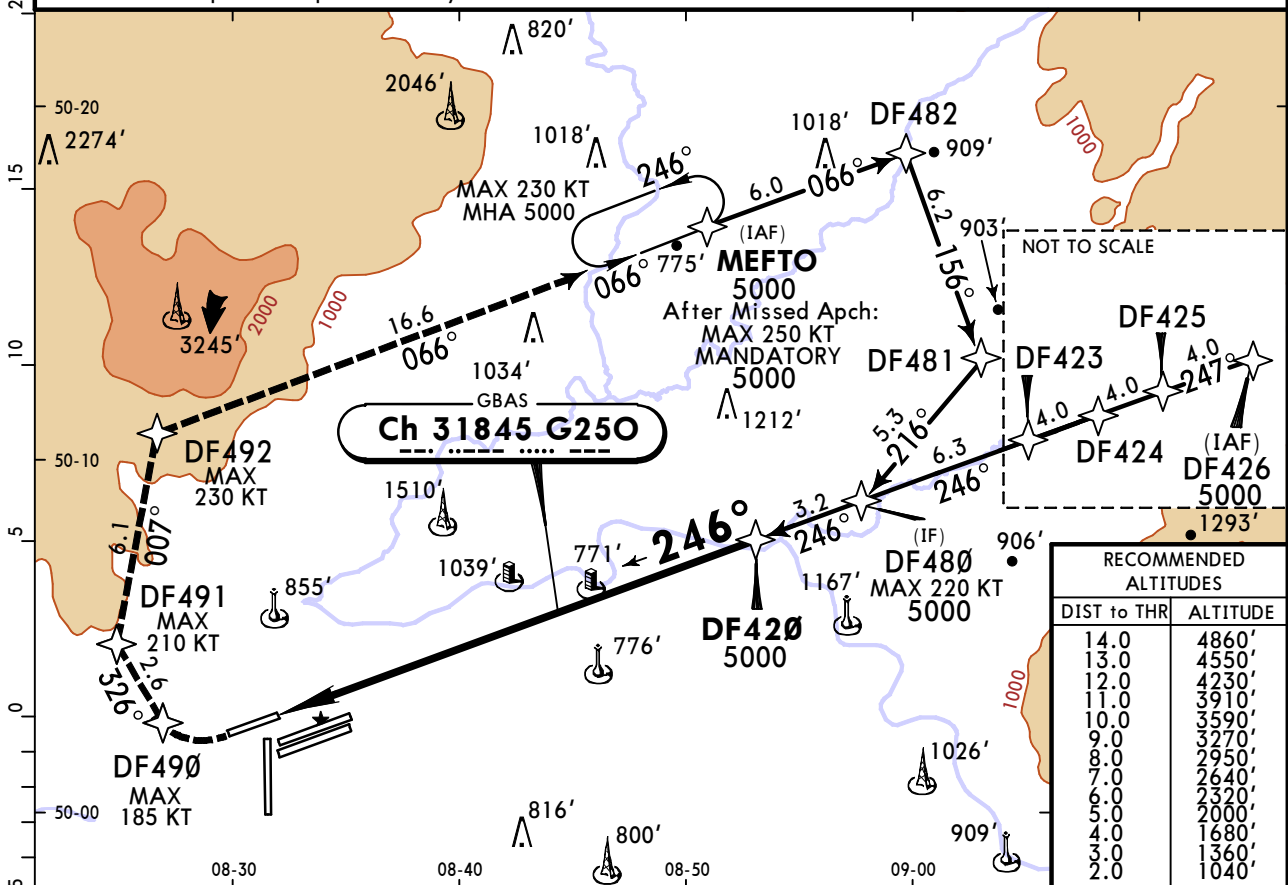 820'
2046'
50-20
2274'
1018'
1018'
DF482
909'
1000
15
246°
MAX 230 KT
MHA 5000
6.0
066°
6.2
156°
903'
NOT TO SCALE
(IAF)
MEFTO
5000
775'
066°
After Missed Apch:
MAX 250 KT
MANDATORY
5000
2000
1000
3245'
16.6
066°
10
DF481
DF423
DF425
4.0
247°
4.0
4.0
DF424
(IAF)
DF426
5000
1034'
1212'
GBAS
Ch 31845 G25O
5.3
216°
6.3
246°
DF492
MAX
230 KT
50-10
1510'
3.2
246°
246°
(IF)
DF48Ø
MAX 220 KT
5000
906'
1293'
5
6.1
007°
1039'
771'
855'
1167'
DF491
MAX
210 KT
DF42Ø
5000
776'
2.6
326°
0
DF49Ø
MAX
185 KT
1000
1026'
50-00
816'
800'
909'
08-30
08-40
08-50
09-00
RECOMMENDED
ALTITUDES
DIST to THR ALTITUDE
14.0 4860'
13.0 4550'
12.0 4230'
11.0 3910'
10.0 3590'
9.0 3270'
8.0 2950'
7.0 2640'
6.0 2320'
5.0 2000'
4.0 1680'
3.0 1360'
2.0 1040'